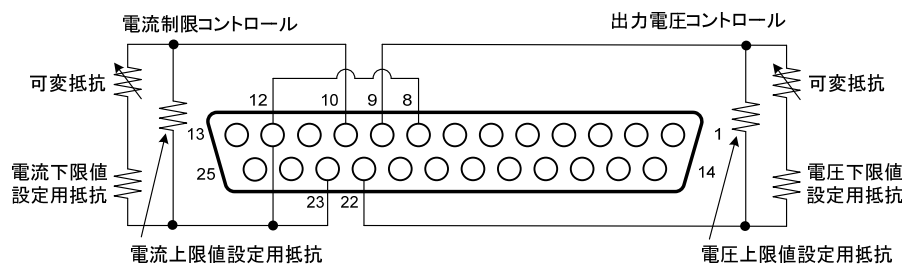 電流制限コントロール
出力電圧コントロール
可変抵抗
12
10
9
8
可変抵抗
13
1
電流下限値
設定用抵抗
25
14
電圧下限値
設定用抵抗
23
22
電流上限値設定用抵抗
電圧上限値設定用抵抗